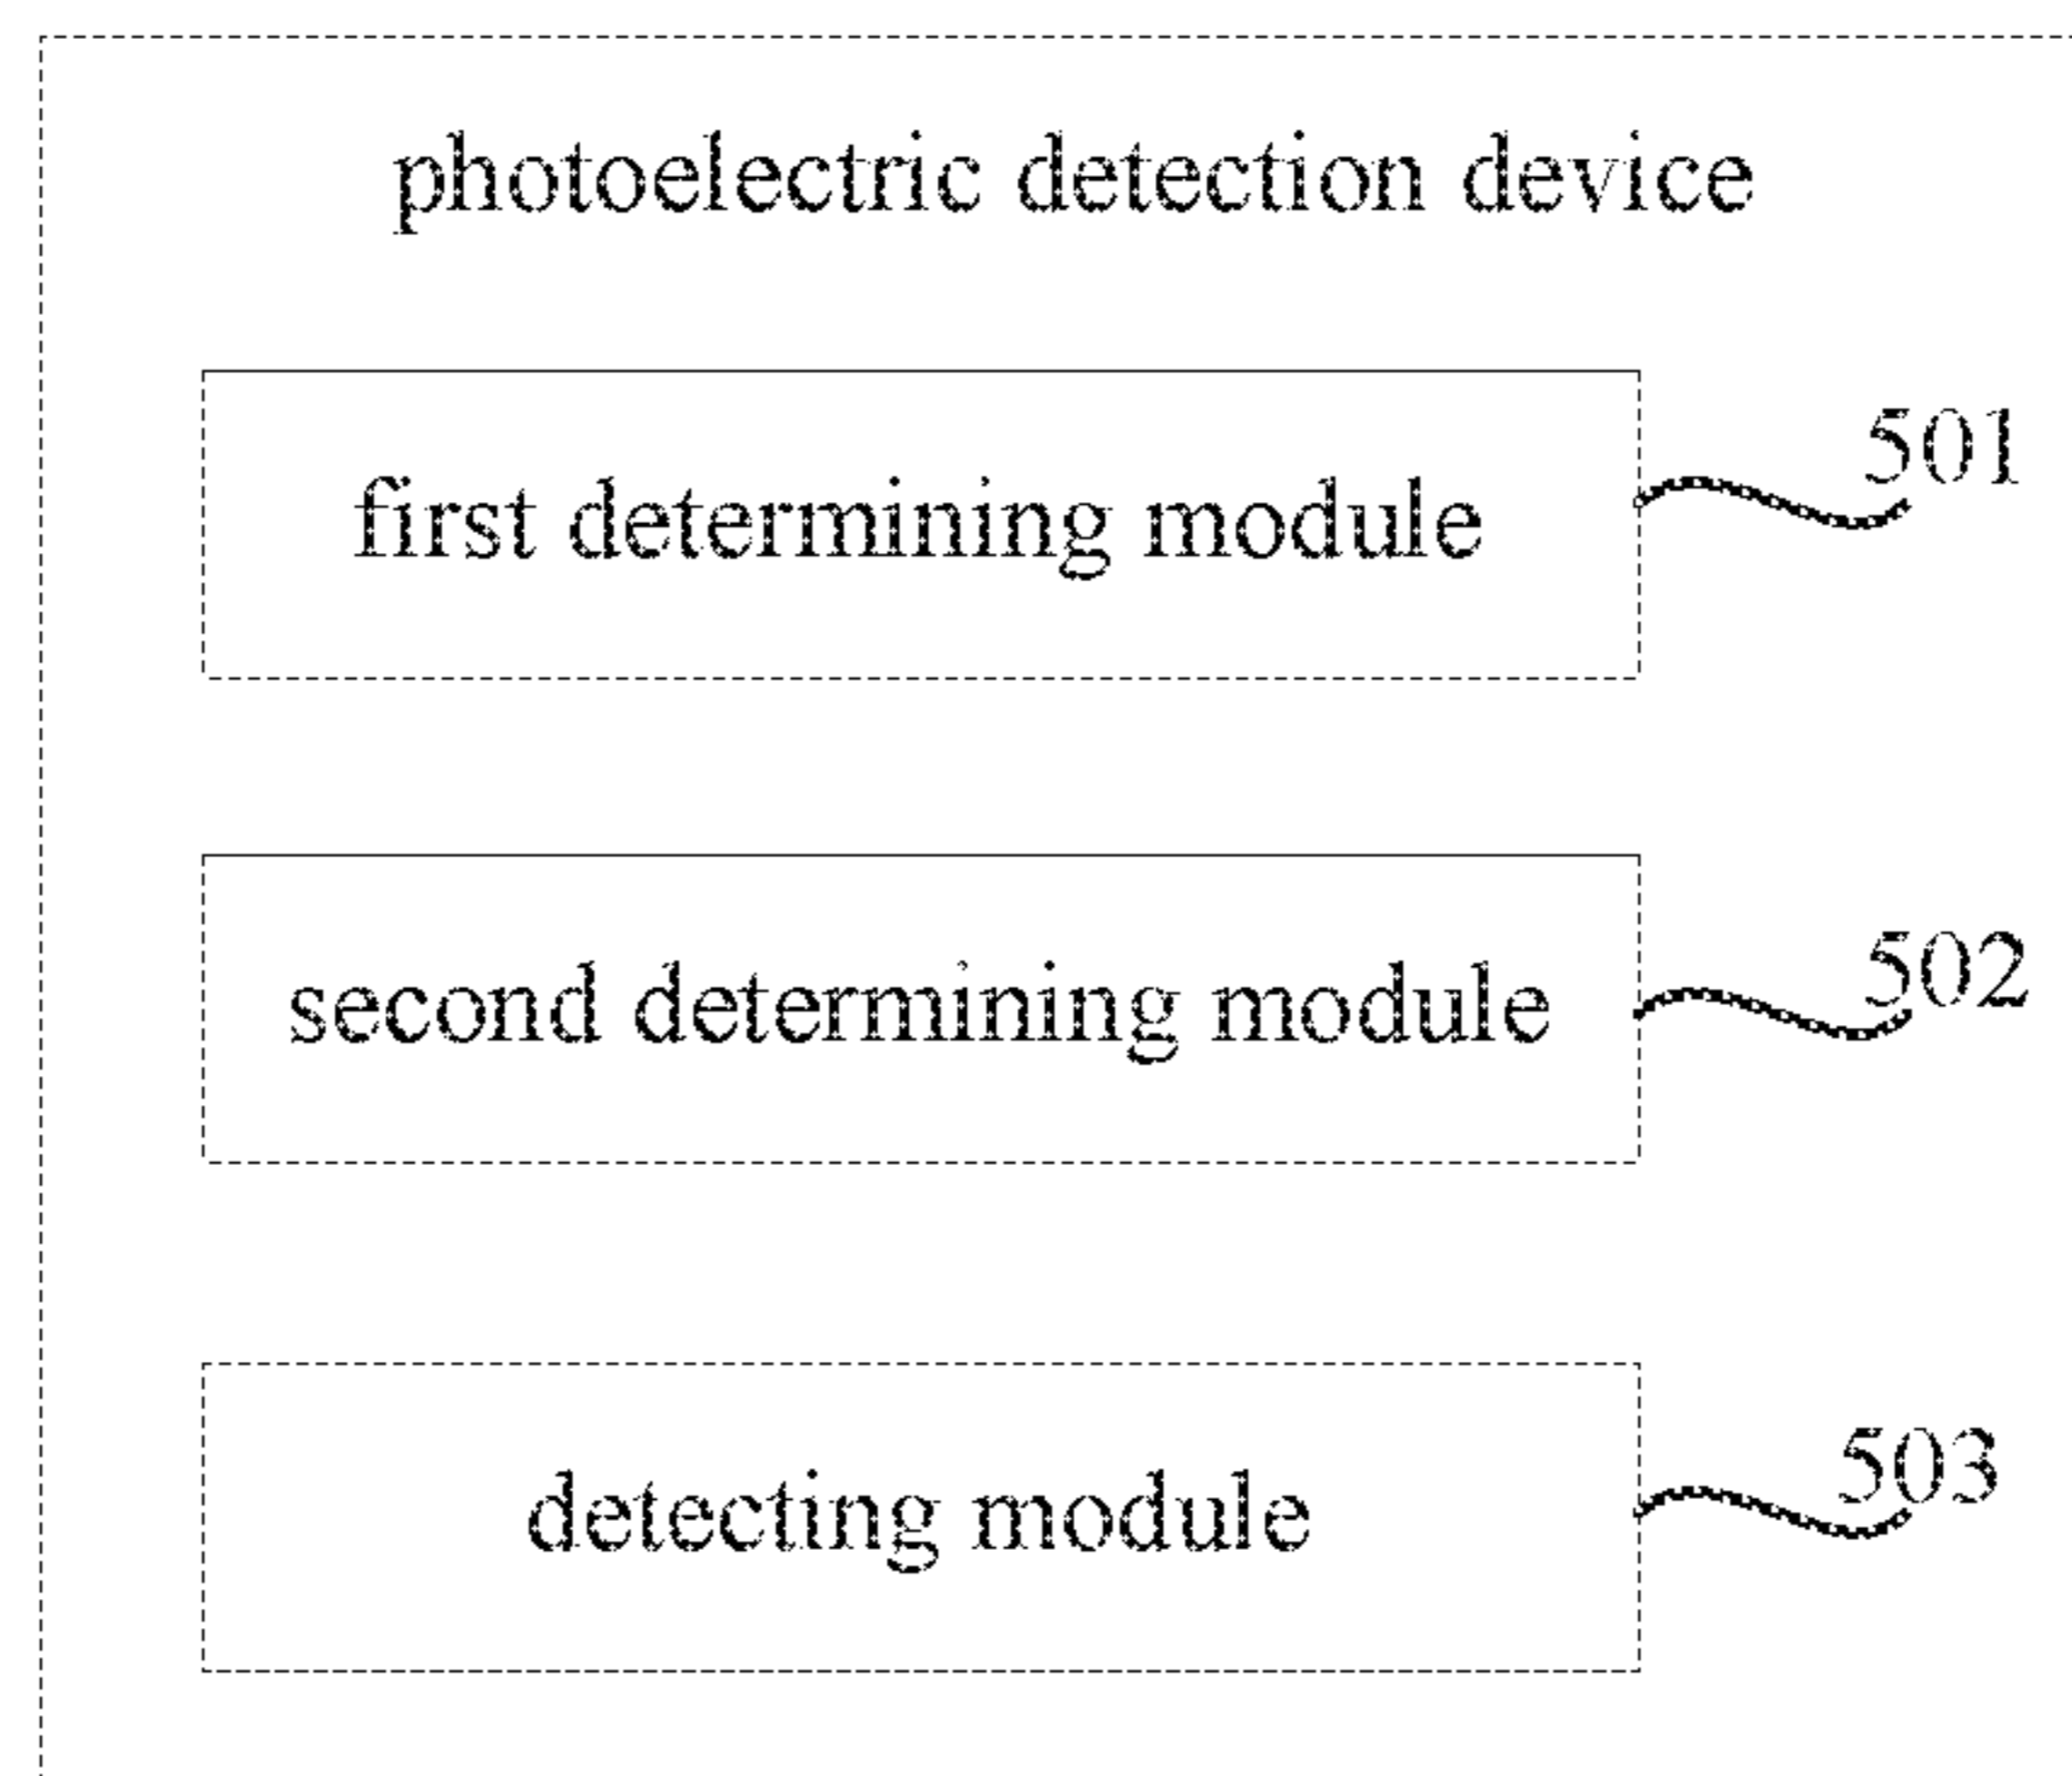 photoelectric detection device
501
first determining module
502
second determining module
503
detecting module